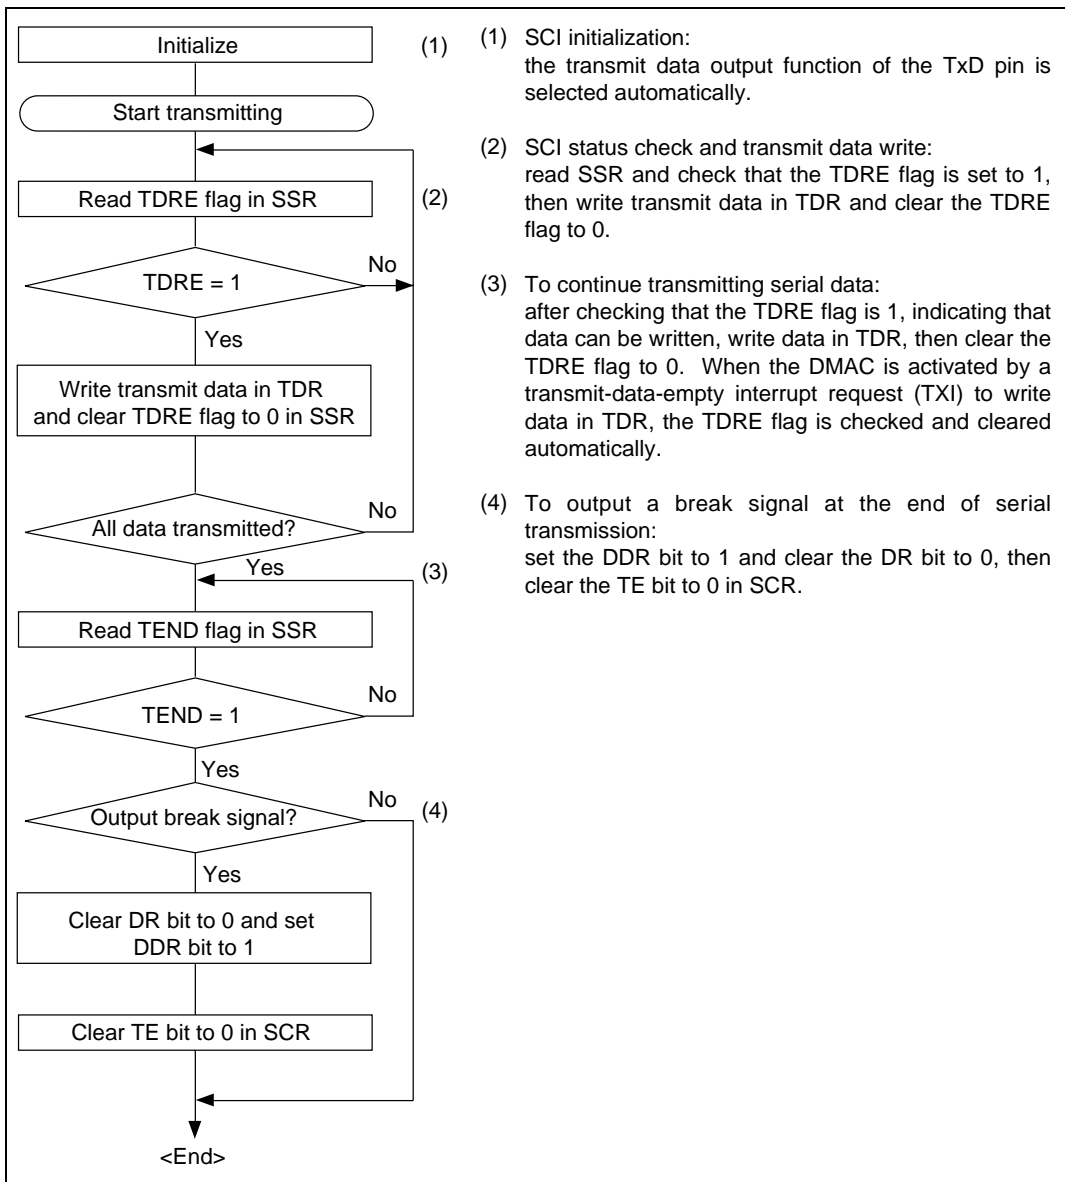 Initialize
(1)
Start transmitting
Read TDRE flag in SSR
(2)
TDRE = 1
No
Yes
Write transmit data in TDR
and clear TDRE flag to 0 in SSR
All data transmitted?
No
Yes
(3)
Read TEND flag in SSR
TEND = 1
No
Yes
Output break signal?
No
(4)
Yes
Clear DR bit to 0 and set
DDR bit to 1
Clear TE bit to 0 in SCR
<End>
(1) SCI initialization:
the transmit data output function of the TxD pin is
selected automatically.
(2) SCI status check and transmit data write:
read SSR and check that the TDRE flag is set to 1,
then write transmit data in TDR and clear the TDRE
flag to 0.
(3) To continue transmitting serial data:
after checking that the TDRE flag is 1, indicating that
data can be written, write data in TDR, then clear the
TDRE flag to 0. When the DMAC is activated by a
transmit-data-empty interrupt request (TXI) to write
data in TDR, the TDRE flag is checked and cleared
automatically.
(4) To output a break signal at the end of serial
transmission:
set the DDR bit to 1 and clear the DR bit to 0, then
clear the TE bit to 0 in SCR.